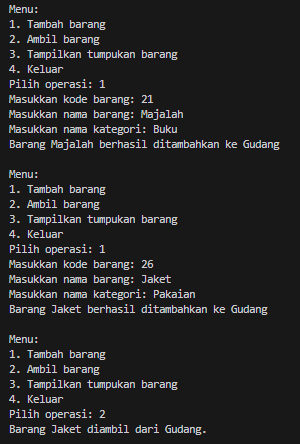 Menu:
1. Tambah barang
2. Ambil barang
3. Tampilkan tumpukan barang
4. Keluar
Pilih operasi: 1
Masukkan kode barang: 21
Masukkan nama barang: Majalah
Masukkan nama kategori: Buku
Barang Majalah berhasil ditambahkan ke Gudang
Menu:
1. Tambah barang
2. Ambil barang
3. Tampilkan tumpukan barang
4. Keluar
Pilih operasi: 1
Masukkan kode barang: 26
Masukkan nama barang: Jaket
Masukkan nama kategori: Pakaian
Barang Jaket berhasil ditambahkan ke Gudang
Menu:
1. Tambah barang
2. Ambil barang
3. Tampilkan tumpukan barang
4. Keluar
Pilih operasi: 2
Barang Jaket diambil dari Gudang.